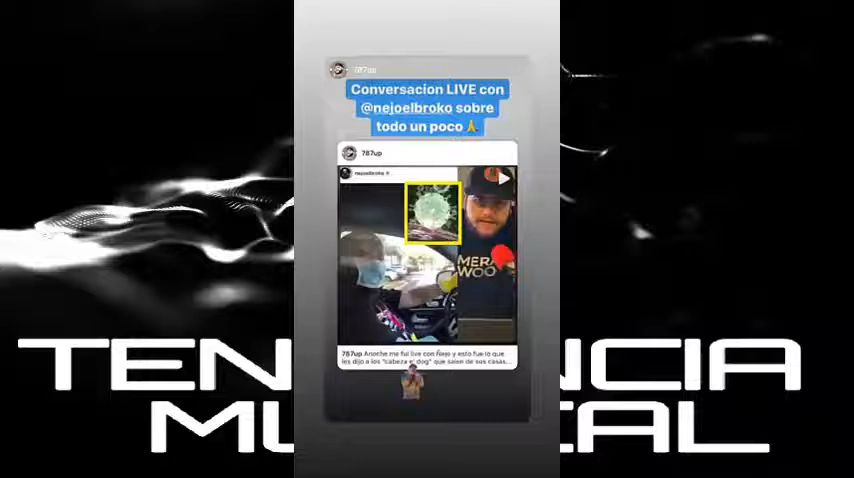 787up
Conversacion LIVE con
@nejoelbroko sobre
todo un poco🙏
787up
nejoelbroko
MERA
WOO
787up Anoche me fui live con Ñejo y esto fue lo que
les dijo a los "cabeza e' dog" que salen de sus casas...
TEN NCIA
MU CAL